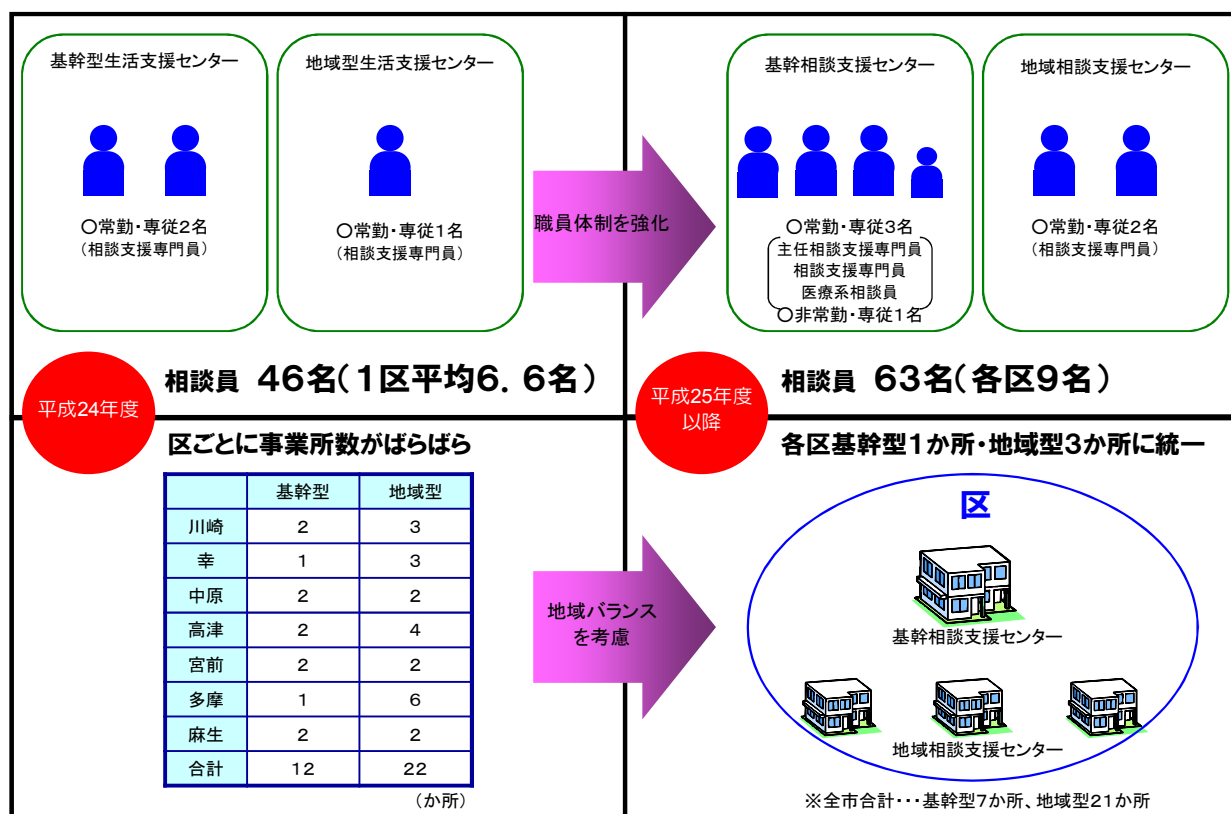 基幹型生活支援センター
○常勤・専従2名
(相談支援専門員)
地域型生活支援センター
○常勤・専従1名
(相談支援専門員)
職員体制を強化
基幹相談支援センター
○常勤・専従3名
主任相談支援専門員
相談支援専門員
医療系相談員
○非常勤・専従1名
地域相談支援センター
○常勤・専従2名
(相談支援専門員)
平成24年度
相談員 46名(1区平均6.6名)
平成25年度
以降
相談員 63名(各区9名)
区ごとに事業所数がばらばら
基幹型 地域型
川崎 2 3
幸 1 3
中原 2 2
高津 2 4
宮前 2 2
多摩 1 6
麻生 2 2
合計 12 22
(か所)
地域バランス
を考慮
各区基幹型1か所・地域型3か所に統一
区
基幹相談支援センター
地域相談支援センター
※全市合計・・・基幹型7か所、地域型21か所